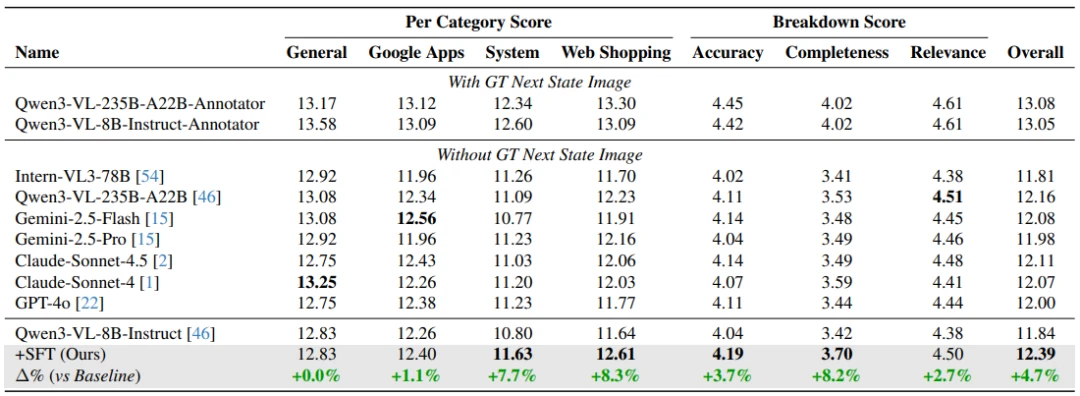 Per Category Score Breakdown Score
Name General Google Apps System Web Shopping Accuracy Completeness Relevance Overall
With GT Next State Image
Qwen3-VL-235B-A22B-Annotator 13.17 13.12 12.34 13.30 4.45 4.02 4.61 13.08
Qwen3-VL-8B-Instruct-Annotator 13.58 13.09 12.60 13.09 4.42 4.02 4.61 13.05
Without GT Next State Image
Intern-VL3-78B [54] 12.92 11.96 11.26 11.70 4.02 3.41 4.38 11.81
Qwen3-VL-235B-A22B [46] 13.08 12.34 11.09 12.23 4.11 3.53 4.51 12.16
Gemini-2.5-Flash [15] 13.08 12.56 10.77 11.91 4.14 3.48 4.45 12.08
Gemini-2.5-Pro [15] 12.92 11.96 11.23 12.16 4.04 3.49 4.46 11.98
Claude-Sonnet-4.5 [2] 12.75 12.43 11.03 12.06 4.14 3.49 4.48 12.11
Claude-Sonnet-4 [1] 13.25 12.26 11.20 12.03 4.07 3.59 4.41 12.07
GPT-4o [22] 12.75 12.38 11.23 11.77 4.11 3.44 4.44 12.00
Qwen3-VL-8B-Instruct [46] 12.83 12.26 10.80 11.64 4.04 3.42 4.38 11.84
+SFT (Ours) 12.83 12.40 11.63 12.61 4.19 3.70 4.50 12.39
Δ% (vs Baseline) +0.0% +1.1% +7.7% +8.3% +3.7% +8.2% +2.7% +4.7%